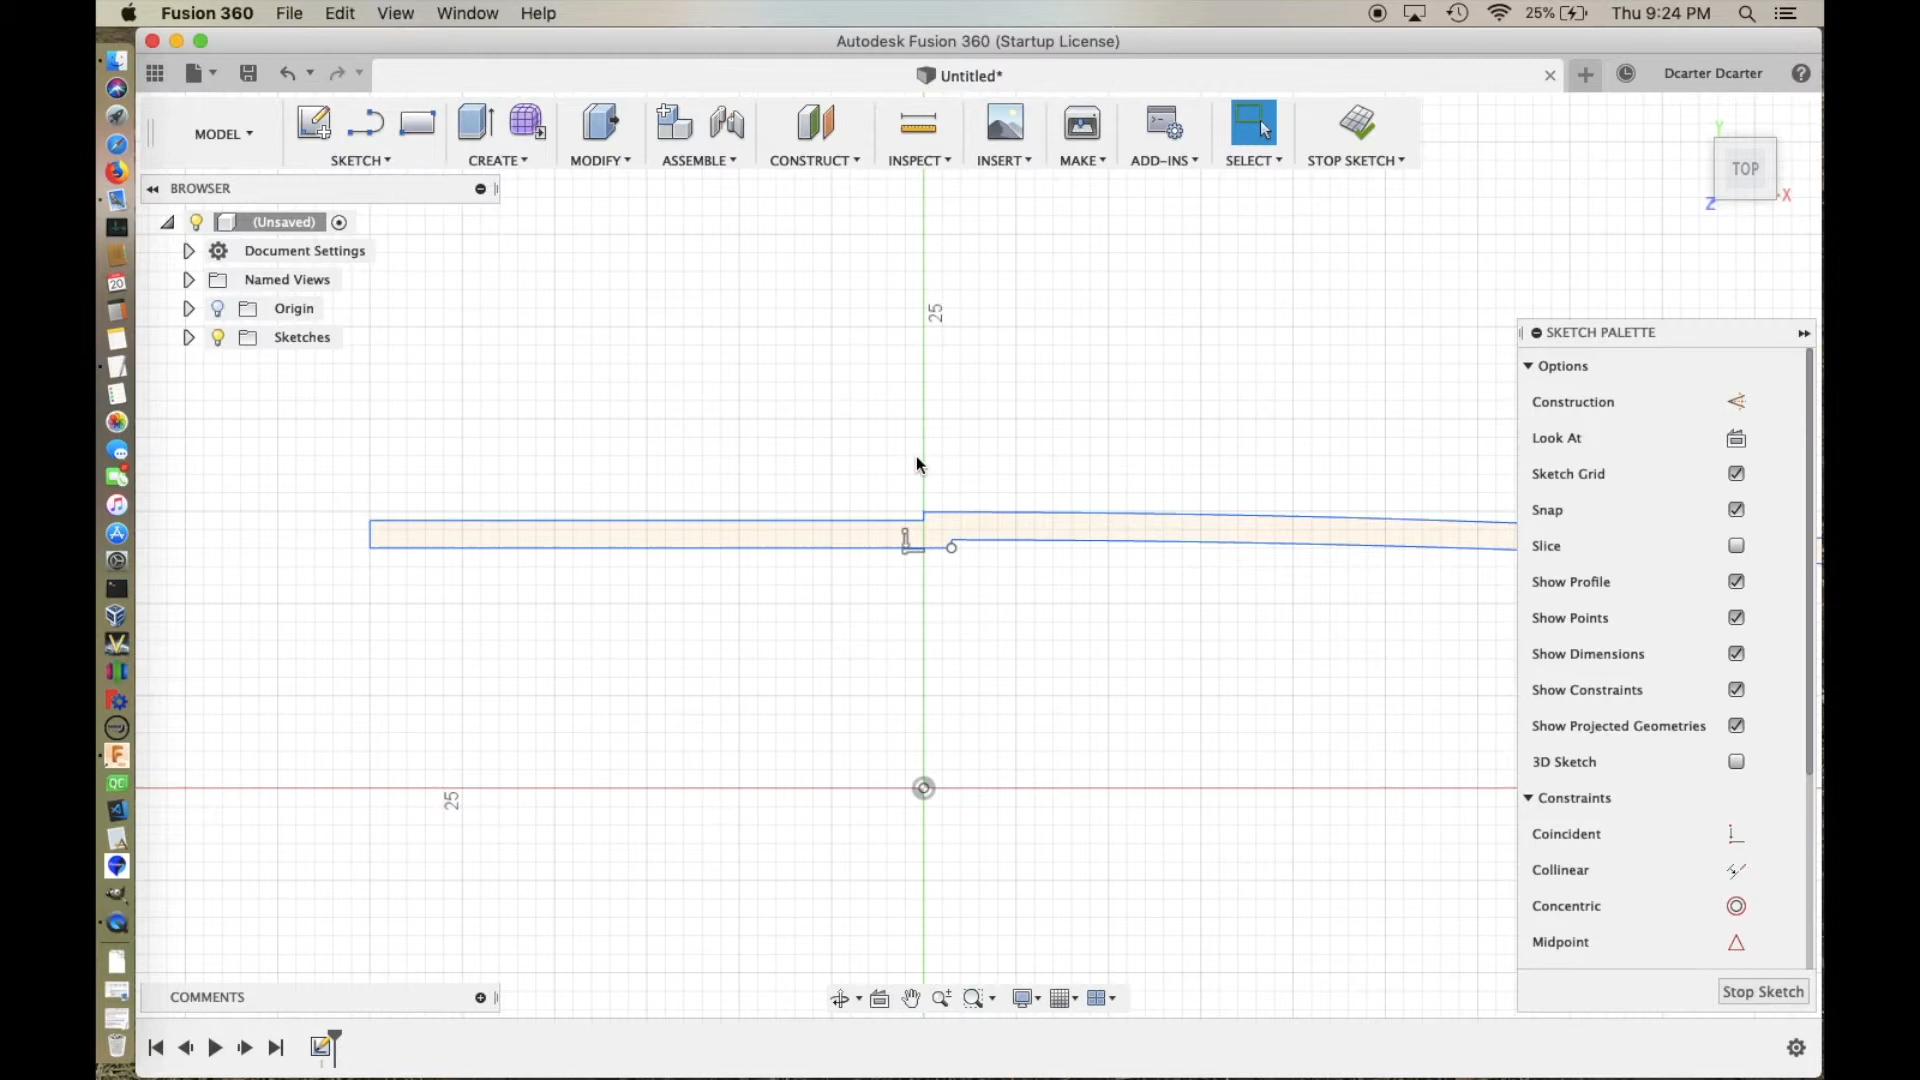 Fusion 360 File Edit View Window Help 25% Thu 9:24 PM
Autodesk Fusion 360 (Startup License)
Untitled* Dcarter Dcarter
MODEL SKETCH CREATE MODIFY ASSEMBLE CONSTRUCT INSPECT INSERT MAKE ADD-INS SELECT STOP SKETCH
Y
TOP
X
Z
BROWSER
(Unsaved)
Document Settings
Named Views
Origin
Sketches
25
25
SKETCH PALETTE
Options
Construction
Look At
Sketch Grid
Snap
Slice
Show Profile
Show Points
Show Dimensions
Show Constraints
Show Projected Geometries
3D Sketch
Constraints
Coincident
Collinear
Concentric
Midpoint
Stop Sketch
COMMENTS